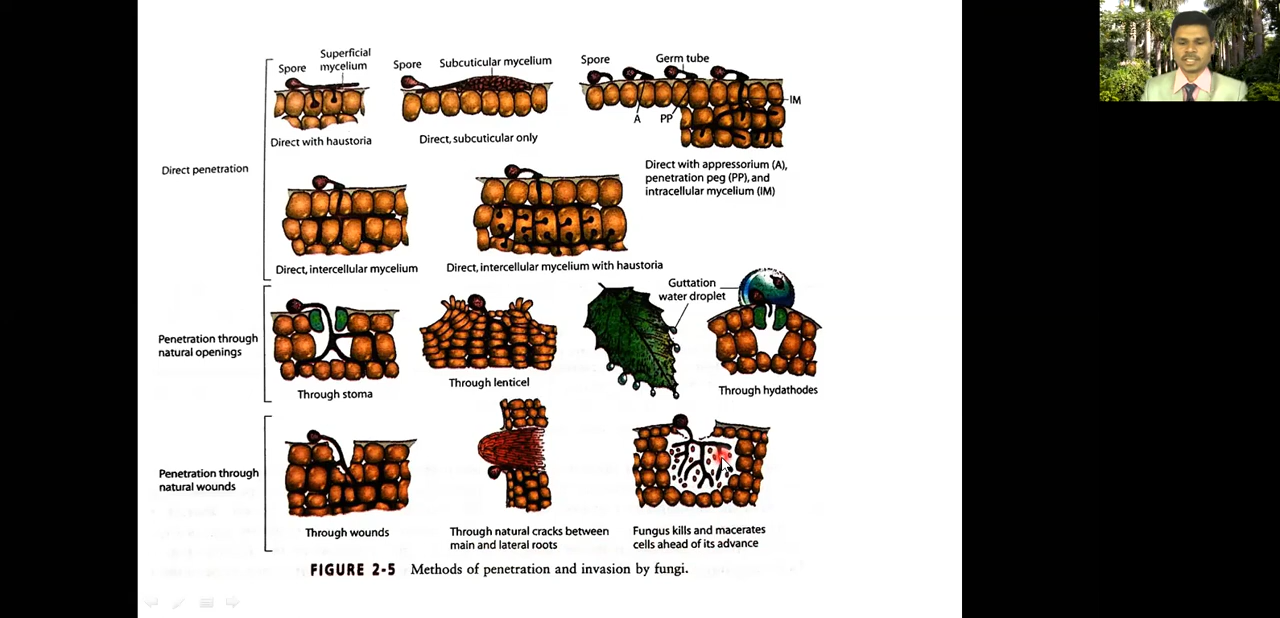 Spore
Superficial
mycelium
Spore
Subcuticular mycelium
Spore
Germ tube
IM
A
PP
Direct with haustoria
Direct, subcuticular only
Direct with appressorium (A),
penetration peg (PP), and
intracellular mycelium (IM)
Direct penetration
Direct, intercellular mycelium
Direct, intercellular mycelium with haustoria
Guttation
water droplet
Penetration through
natural openings
Through stoma
Through lenticel
Through hydathodes
Penetration through
natural wounds
Through wounds
Through natural cracks between
main and lateral roots
Fungus kills and macerates
cells ahead of its advance
FIGURE 2-5 Methods of penetration and invasion by fungi.